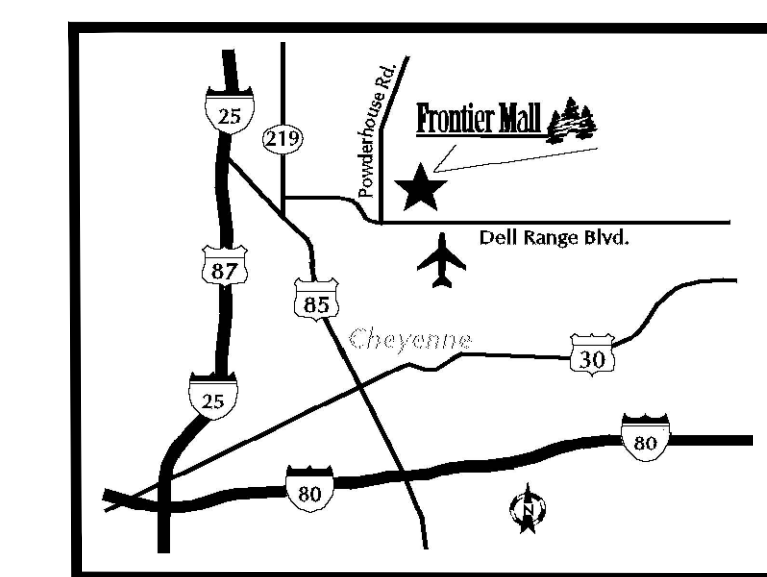 25
219
Powderhouse Rd.
Frontier Mall
Dell Range Blvd.
87
85
Cheyenne
30
25
80
80
N